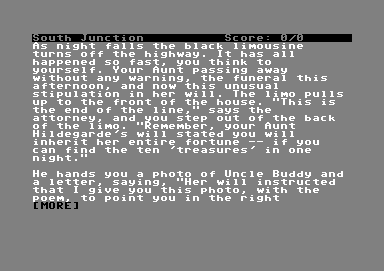 South Junction Score: 0/0
As night falls the black limousine
turns off the highway. It has all
happened so fast, you think to
yourself. Your Aunt passing away
without any warning, the funeral this
afternoon, and now this unusual
stipulation in her will. The limo pulls
up to the front of the house. "This is
the end of the line," says the
attorney, and you step out of the back
of the limo. "Remember, your Aunt
Hildegarde's will stated you will
inherit her entire fortune -- if you
can find the ten 'treasures' in one
night."
He hands you a photo of Uncle Buddy and
a letter, saying, "Her will instructed
that I give you this photo, with the
poem, to point you in the right
[MORE]